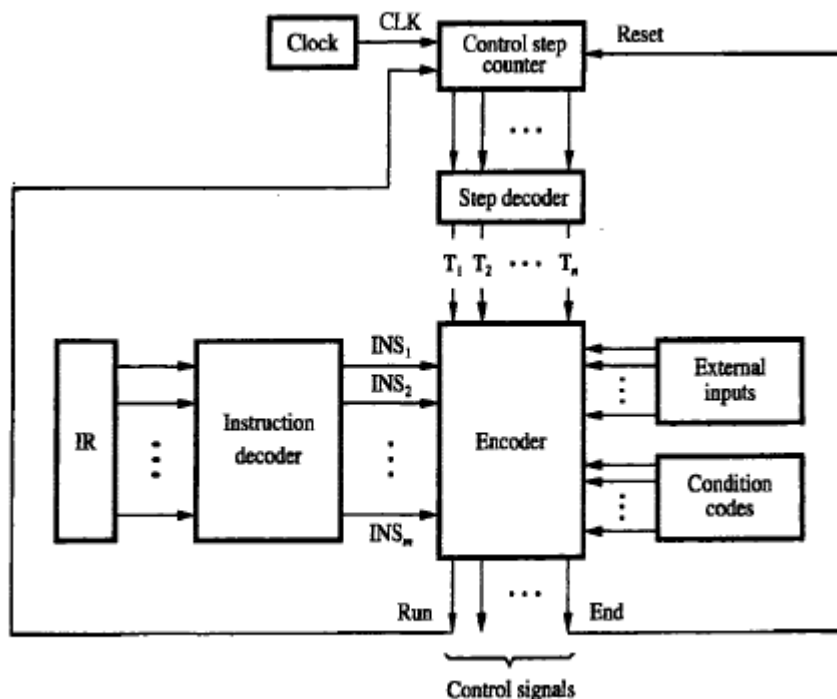 CLK
Clock
Control step
counter
Reset
Step decoder
T₁ T₂ ··· Tₙ
IR
Instruction
decoder
INS₁
INS₂
INSₘ
Encoder
External
inputs
Condition
codes
Run
End
Control signals